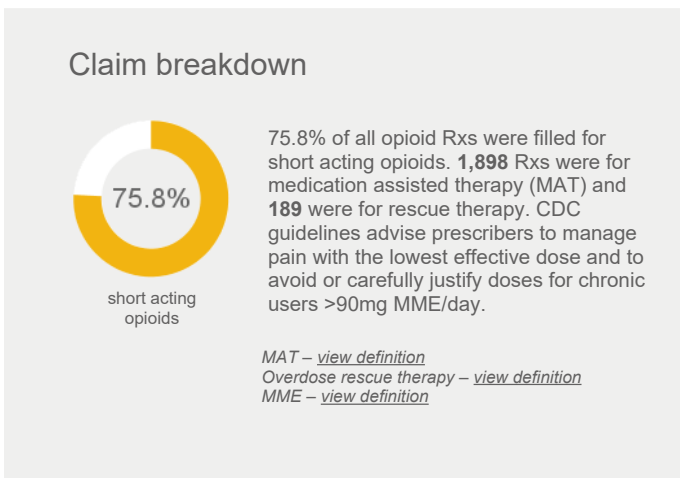 Claim breakdown
75.8%
short acting
opioids
75.8% of all opioid Rxs were filled for
short acting opioids. 1,898 Rxs were for
medication assisted therapy (MAT) and
189 were for rescue therapy. CDC
guidelines advise prescribers to manage
pain with the lowest effective dose and to
avoid or carefully justify doses for chronic
users >90mg MME/day.
MAT – view definition
Overdose rescue therapy – view definition
MME – view definition